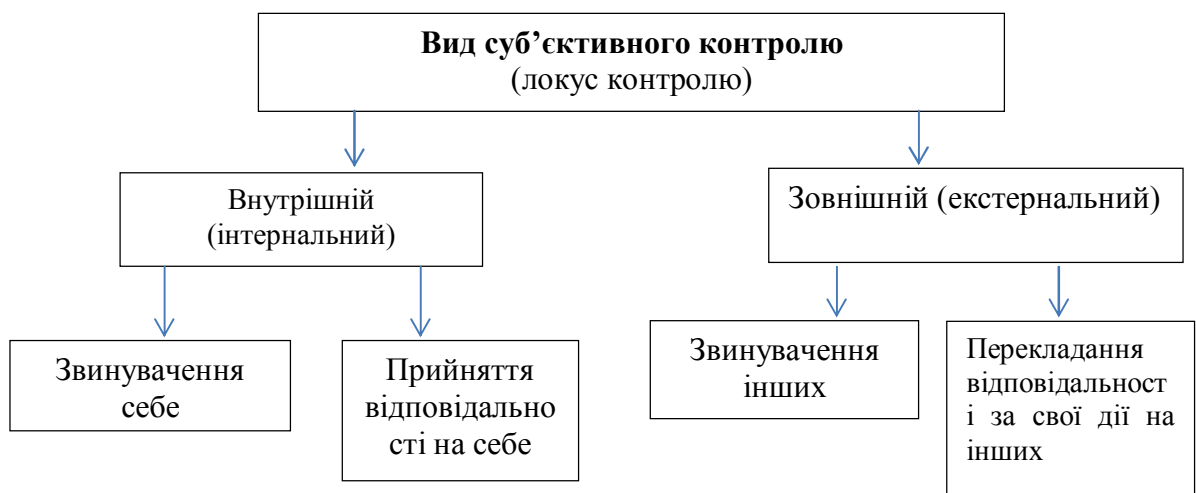 Вид суб’єктивного контролю
(локус контролю)
Внутрішній
(інтернальний)
Зовнішній (екстернальний)
Звинувачення
себе
Прийняття
відповідально
сті на себе
Звинувачення
інших
Перекладання
відповідальност
і за свої дії на
інших